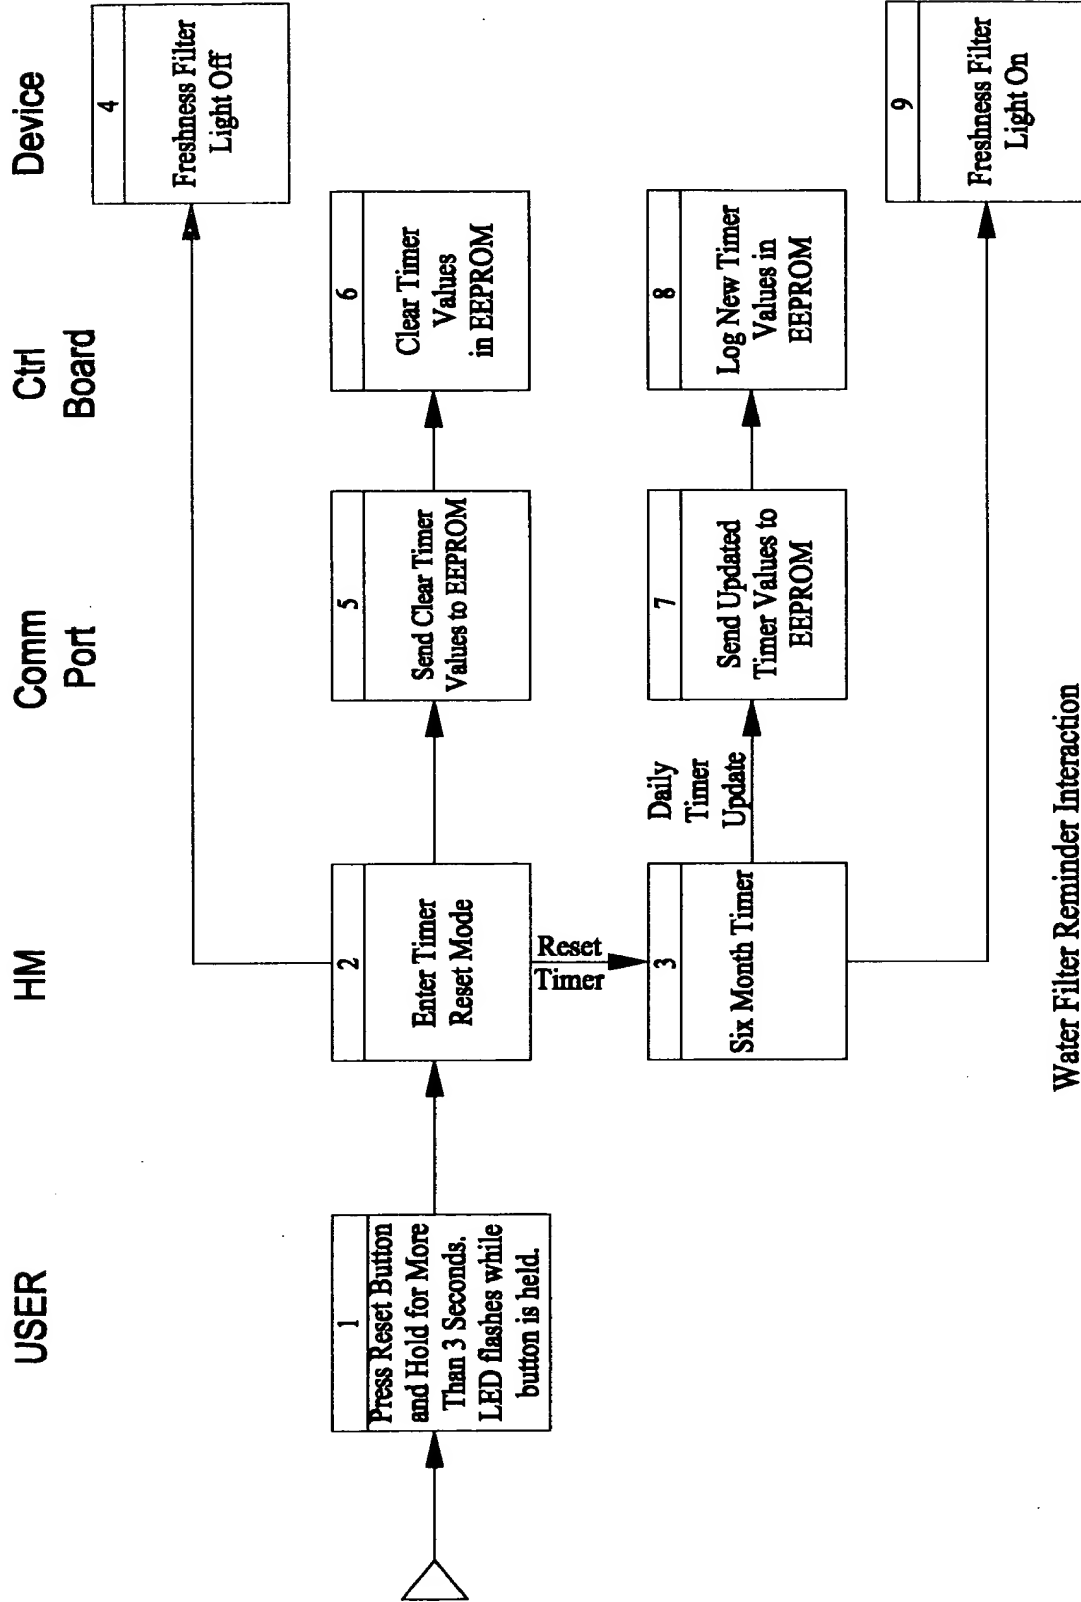 USER
HM
Comm
Port
Ctrl
Board
Device
4
Freshness Filter
Light Off
1
Press Reset Button
and Hold for More
Than 3 Seconds.
LED flashes while
button is held.
2
Enter Timer
Reset Mode
5
Send Clear Timer
Values to EEPROM
6
Clear Timer
Values
in EEPROM
Reset
Timer
3
Six Month Timer
Daily
Timer
Update
7
Send Updated
Timer Values to
EEPROM
8
Log New Timer
Values in
EEPROM
9
Freshness Filter
Light On
Water Filter Reminder Interaction